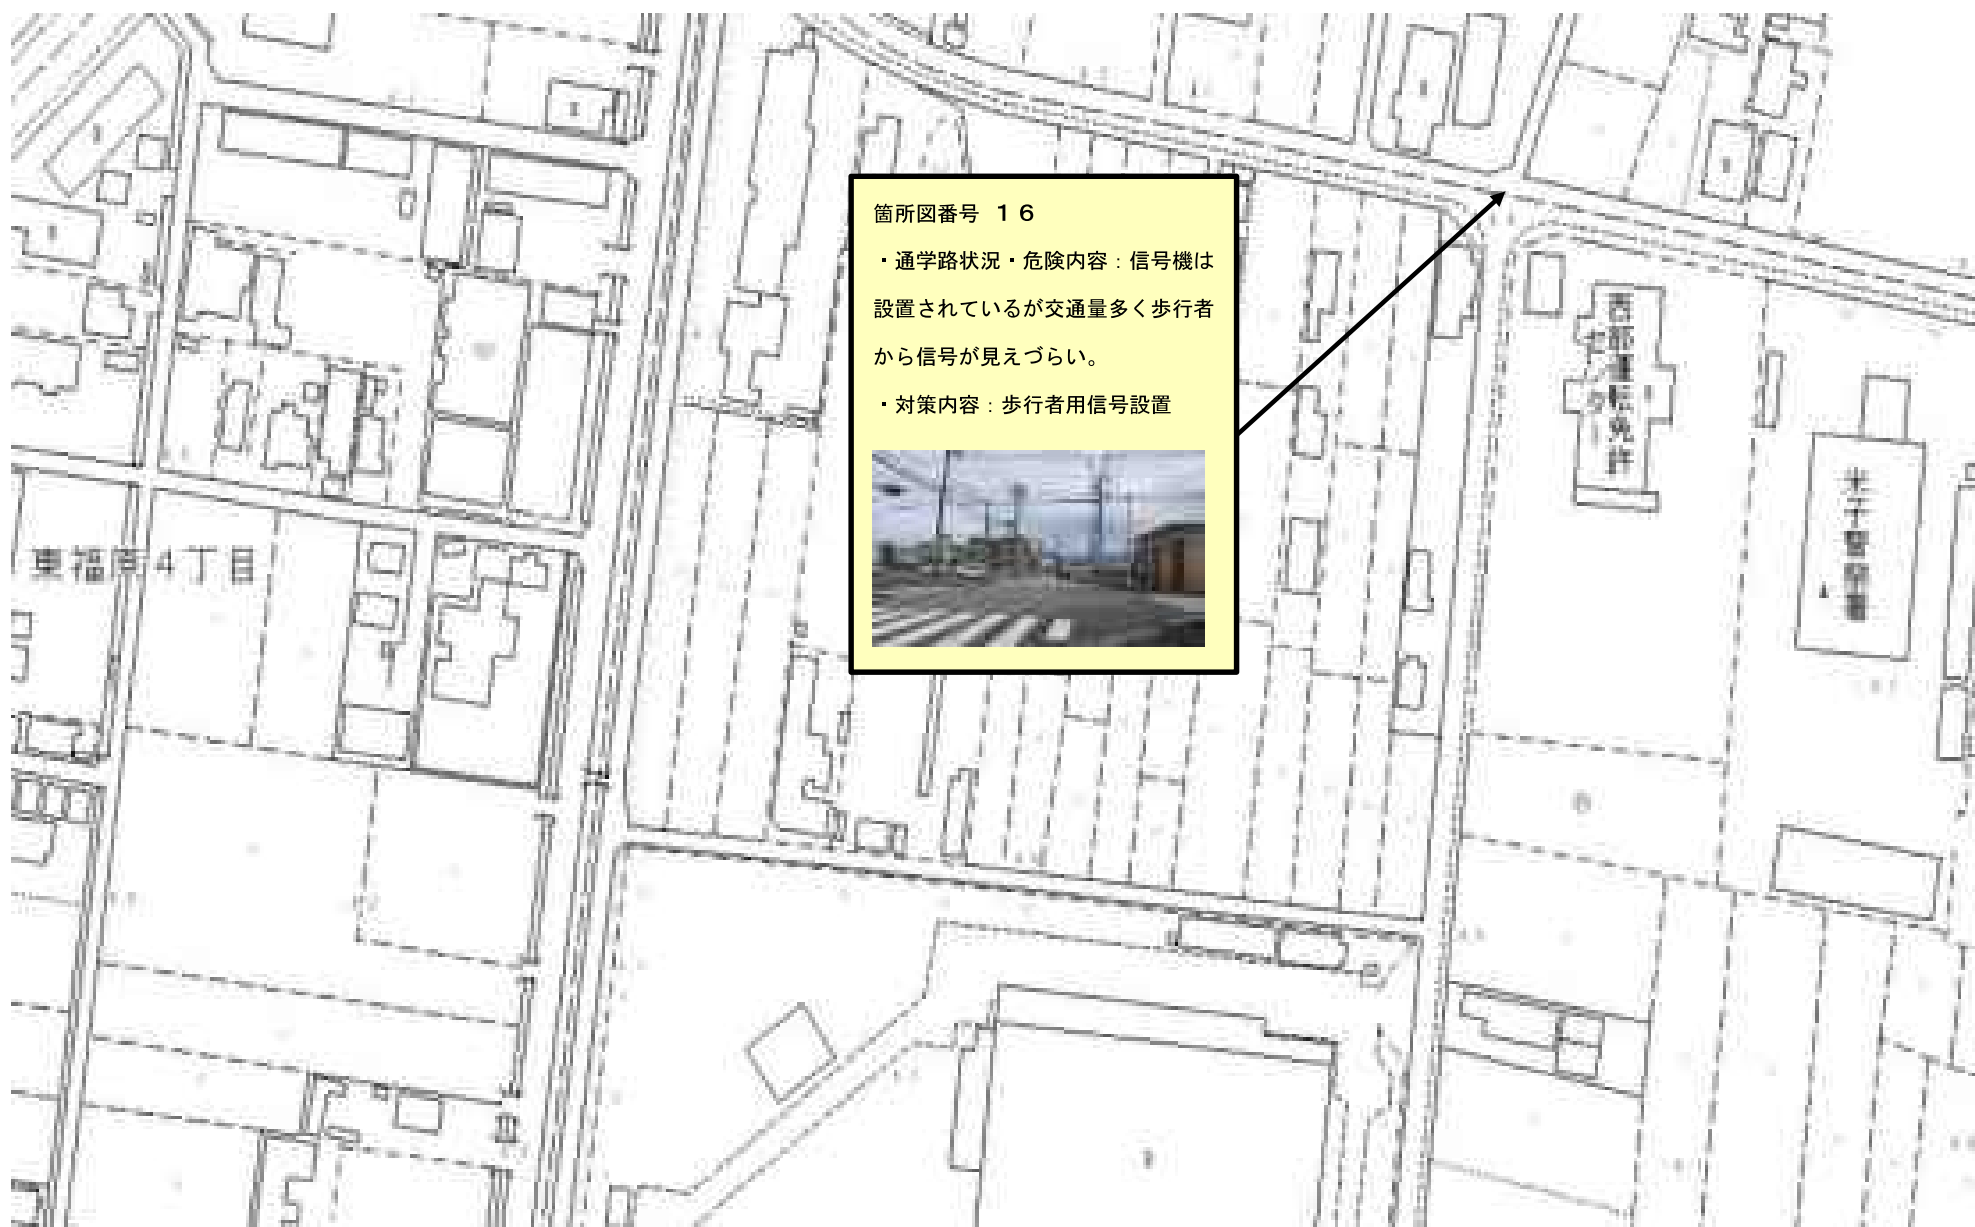 箇所図番号 １６
・通学路状況・危険内容：信号機は
設置されているが交通量多く歩行者
から信号が見えづらい。
・対策内容：歩行者用信号設置
西部運転免許
センター
米子警察署
東福原4丁目